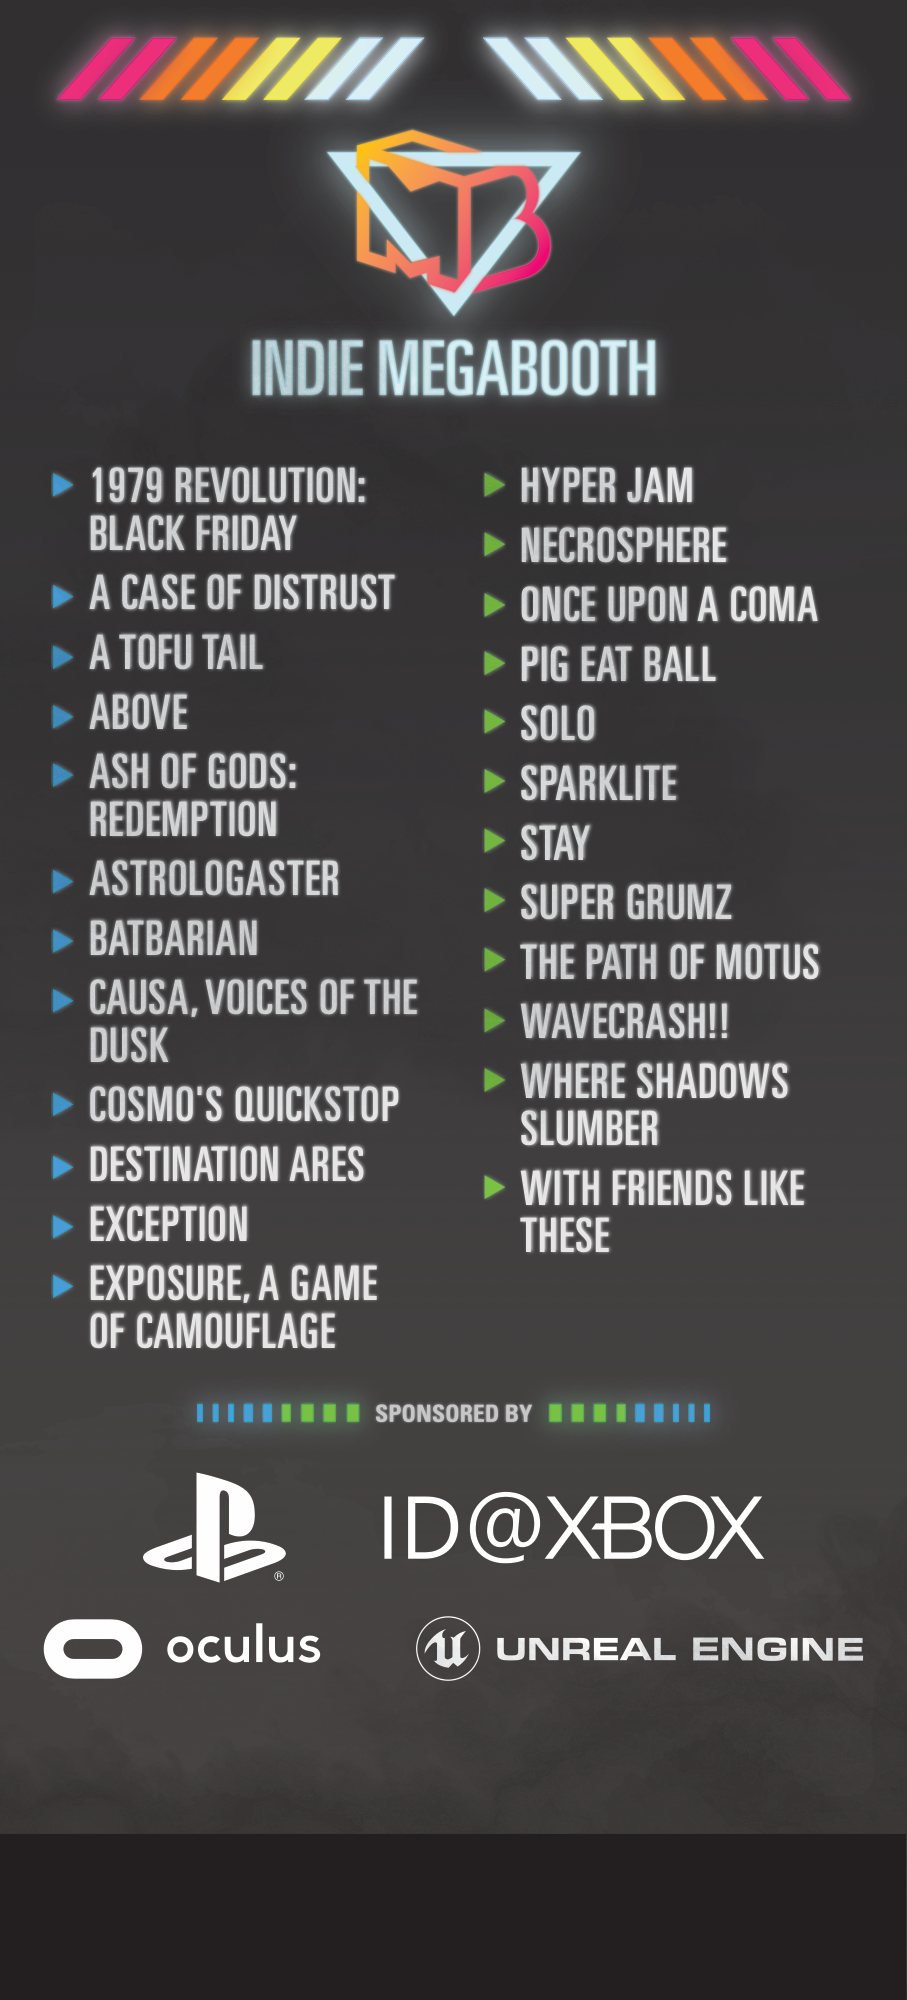 INDIE MEGABOOTH
1979 REVOLUTION:
BLACK FRIDAY
A CASE OF DISTRUST
A TOFU TAIL
ABOVE
ASH OF GODS:
REDEMPTION
ASTROLOGASTER
BATBARIAN
CAUSA, VOICES OF THE
DUSK
COSMO'S QUICKSTOP
DESTINATION ARES
EXCEPTION
EXPOSURE, A GAME
OF CAMOUFLAGE
HYPER JAM
NECROSPHERE
ONCE UPON A COMA
PIG EAT BALL
SOLO
SPARKLITE
STAY
SUPER GRUMZ
THE PATH OF MOTUS
WAVECRASH!!
WHERE SHADOWS
SLUMBER
WITH FRIENDS LIKE
THESE
SPONSORED BY
®
ID@XBOX
oculus
UNREAL ENGINE